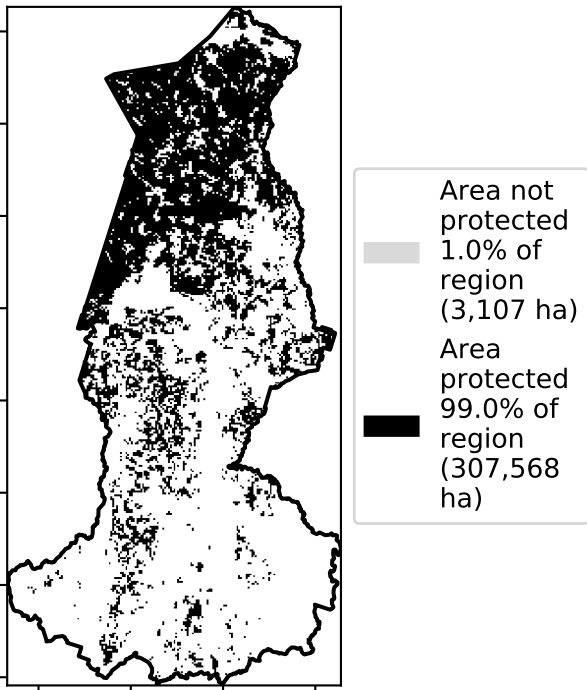 Area not
protected
1.0% of
region
(3,107 ha)
Area
protected
99.0% of
region
(307,568
ha)